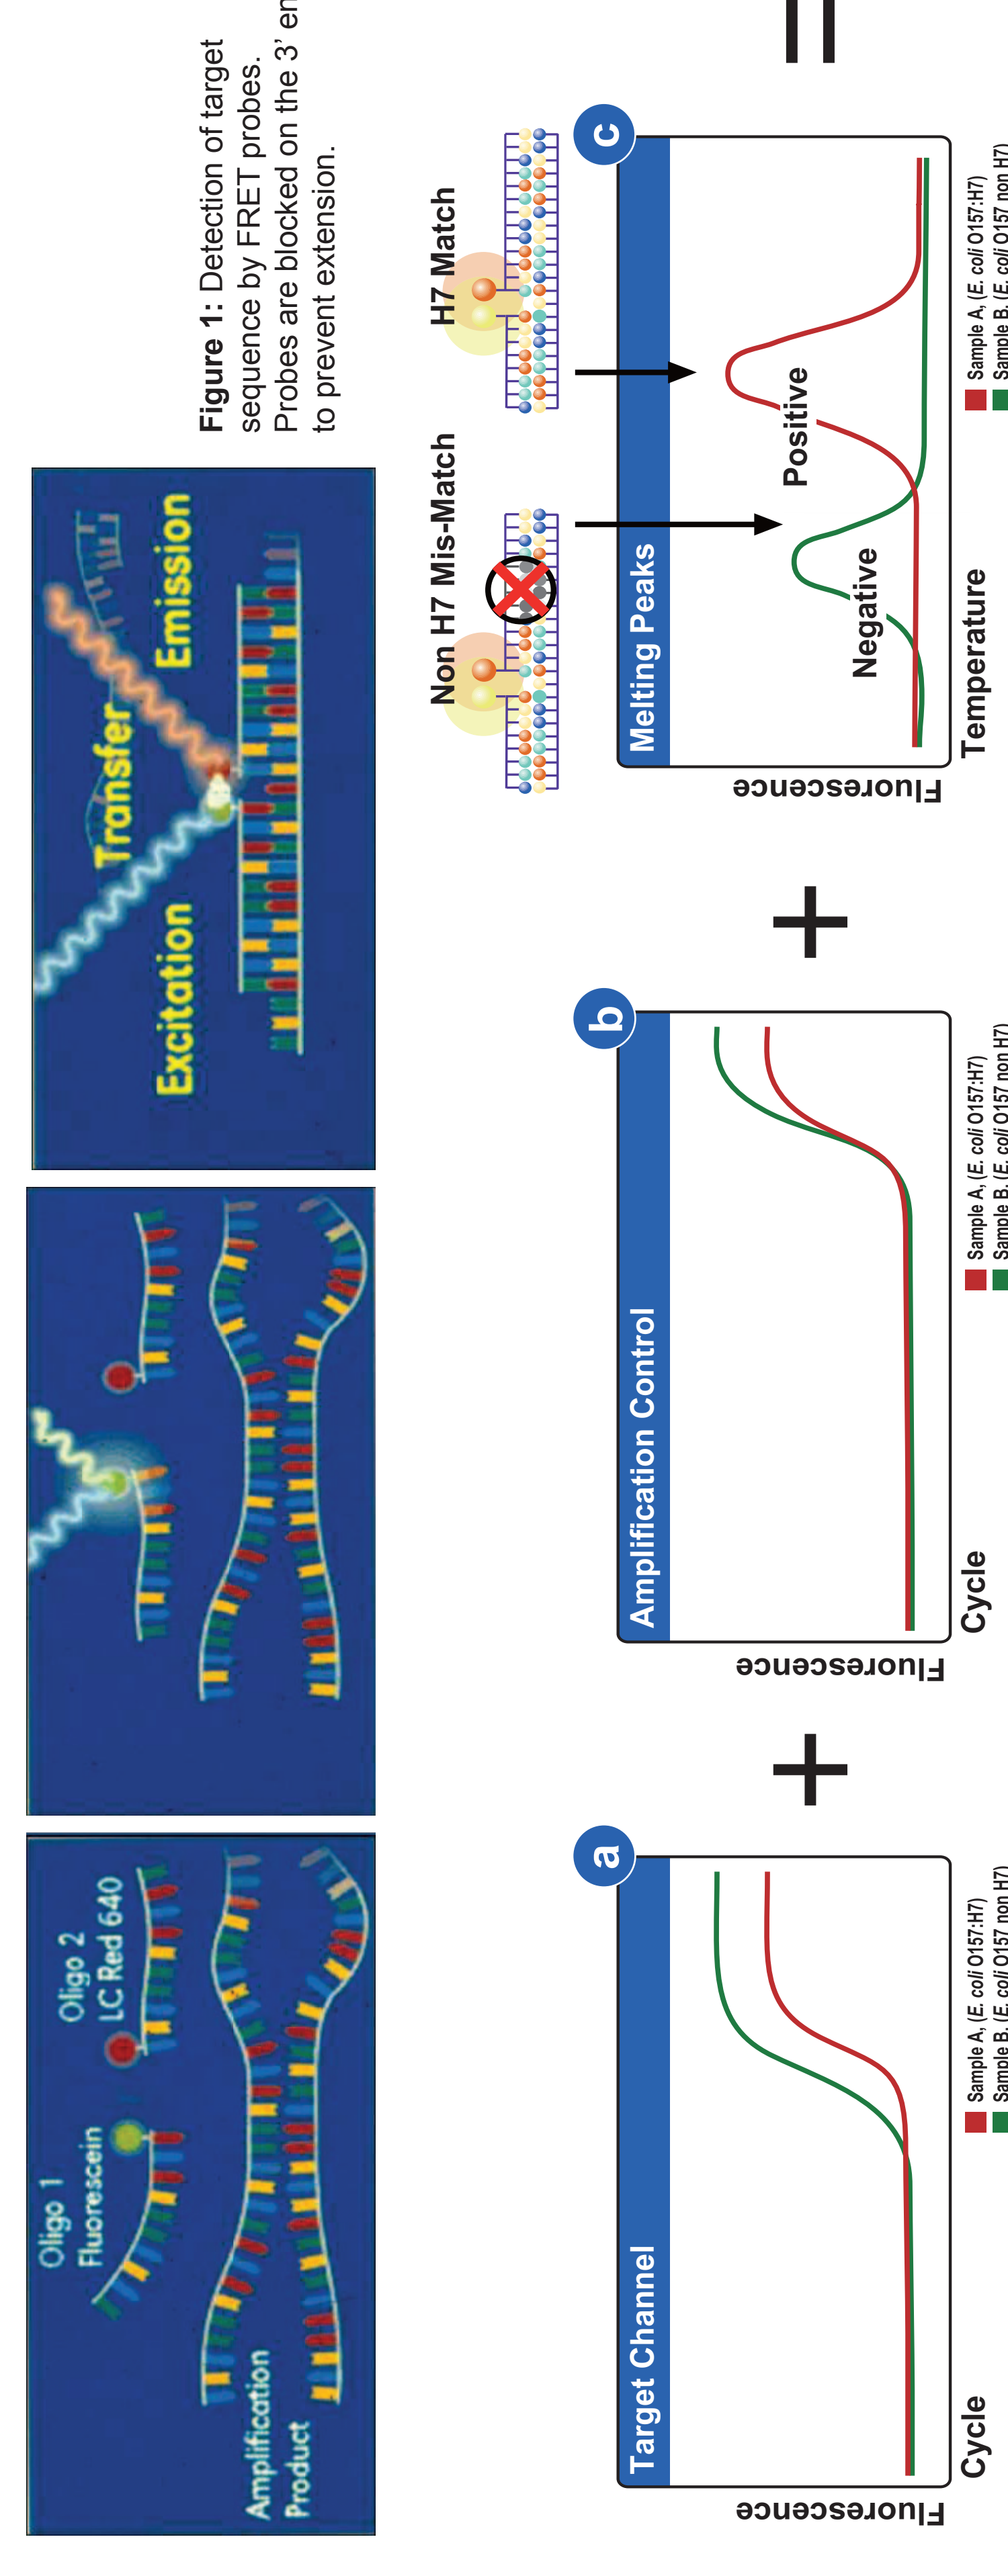 Oligo 1
Fluorescein
Oligo 2
LC Red 640
Amplification
Product
Excitation
Transfer
Emission
Figure 1: Detection of target
sequence by FRET probes.
Probes are blocked on the 3’ en
to prevent extension.
Non H7 Mis-Match
H7 Match
a
Target Channel
Fluorescence
Cycle
Sample A, (E. coli O157:H7)
Sample B, (E. coli O157 non H7)
+
b
Amplification Control
Fluorescence
Cycle
Sample A, (E. coli O157:H7)
Sample B, (E. coli O157 non H7)
+
c
Melting Peaks
Fluorescence
Negative
Positive
Temperature
Sample A, (E. coli O157:H7)
Sample B, (E. coli O157 non H7)
=